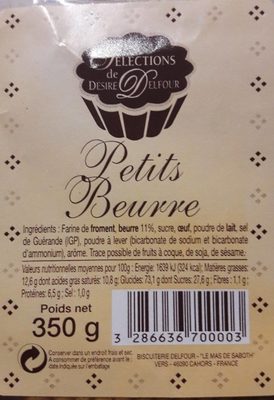 SÉLECTIONS
de
DESIRÉ DELFOUR
Petits
Beurre
Ingrédients : Farine de froment, beurre 11%, sucre, œuf, poudre de lait, sel
de Guérande (IGP), poudre à lever (bicarbonate de sodium et bicarbonate
d'ammonium), arôme. Trace possible de fruits à coque, de soja, de sésame.
Valeurs nutritionnelles moyennes pour 100g : Energie: 1639 kJ (324 kcal); Matières grasses:
12,6 g dont acides gras saturés: 10,8 g; Glucides: 73,1 g dont Sucres: 27,6 g ; Fibres : 1,1 g ;
Protéines: 6,5 g ; Sel : 1,0 g
Poids net
350 g
3 286636 700003
Conserver dans un endroit frais et sec.
A consommer de préférence avant le :
date indiquée sur l'emballage
BISCUITERIE DELFOUR - "LE MAS DE SABOTH"
VERS - 46090 CAHORS - FRANCE